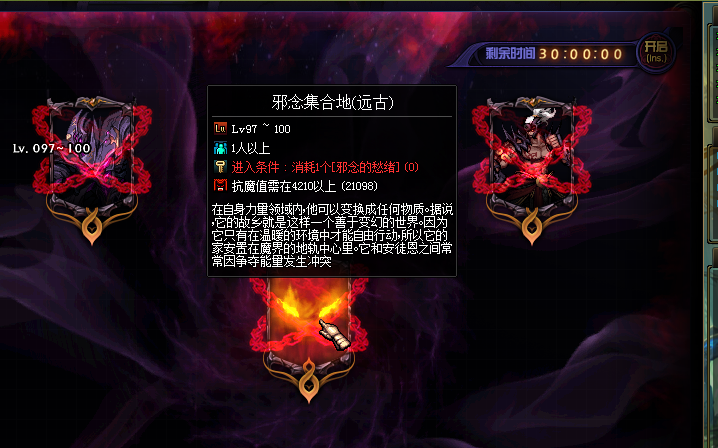 剩余时间 30:00:00
开启
(Ins.)
邪念集合地(远古)
Lv Lv97 ~ 100
Lv. 097~100
1人以上
进入条件 : 消耗1个[邪念的愁绪] (0)
抗魔值需在4210以上 (21098)
在自身力量领域内,他可以变换成任何物质。据说
,它的故乡就是这样一个善于变幻的世界。因为
它只有在温暖的环境中才能自由行动,所以它的
家安置在魔界的地轨中心里。它和安徒恩之间常
常因争夺能量发生冲突